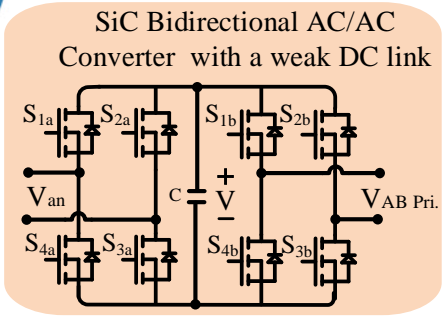 SiC Bidirectional AC/AC
Converter with a weak DC link
S1a S2a S1b S2b
+
Van C V VAB Pri.
−
S4a S3a S4b S3b